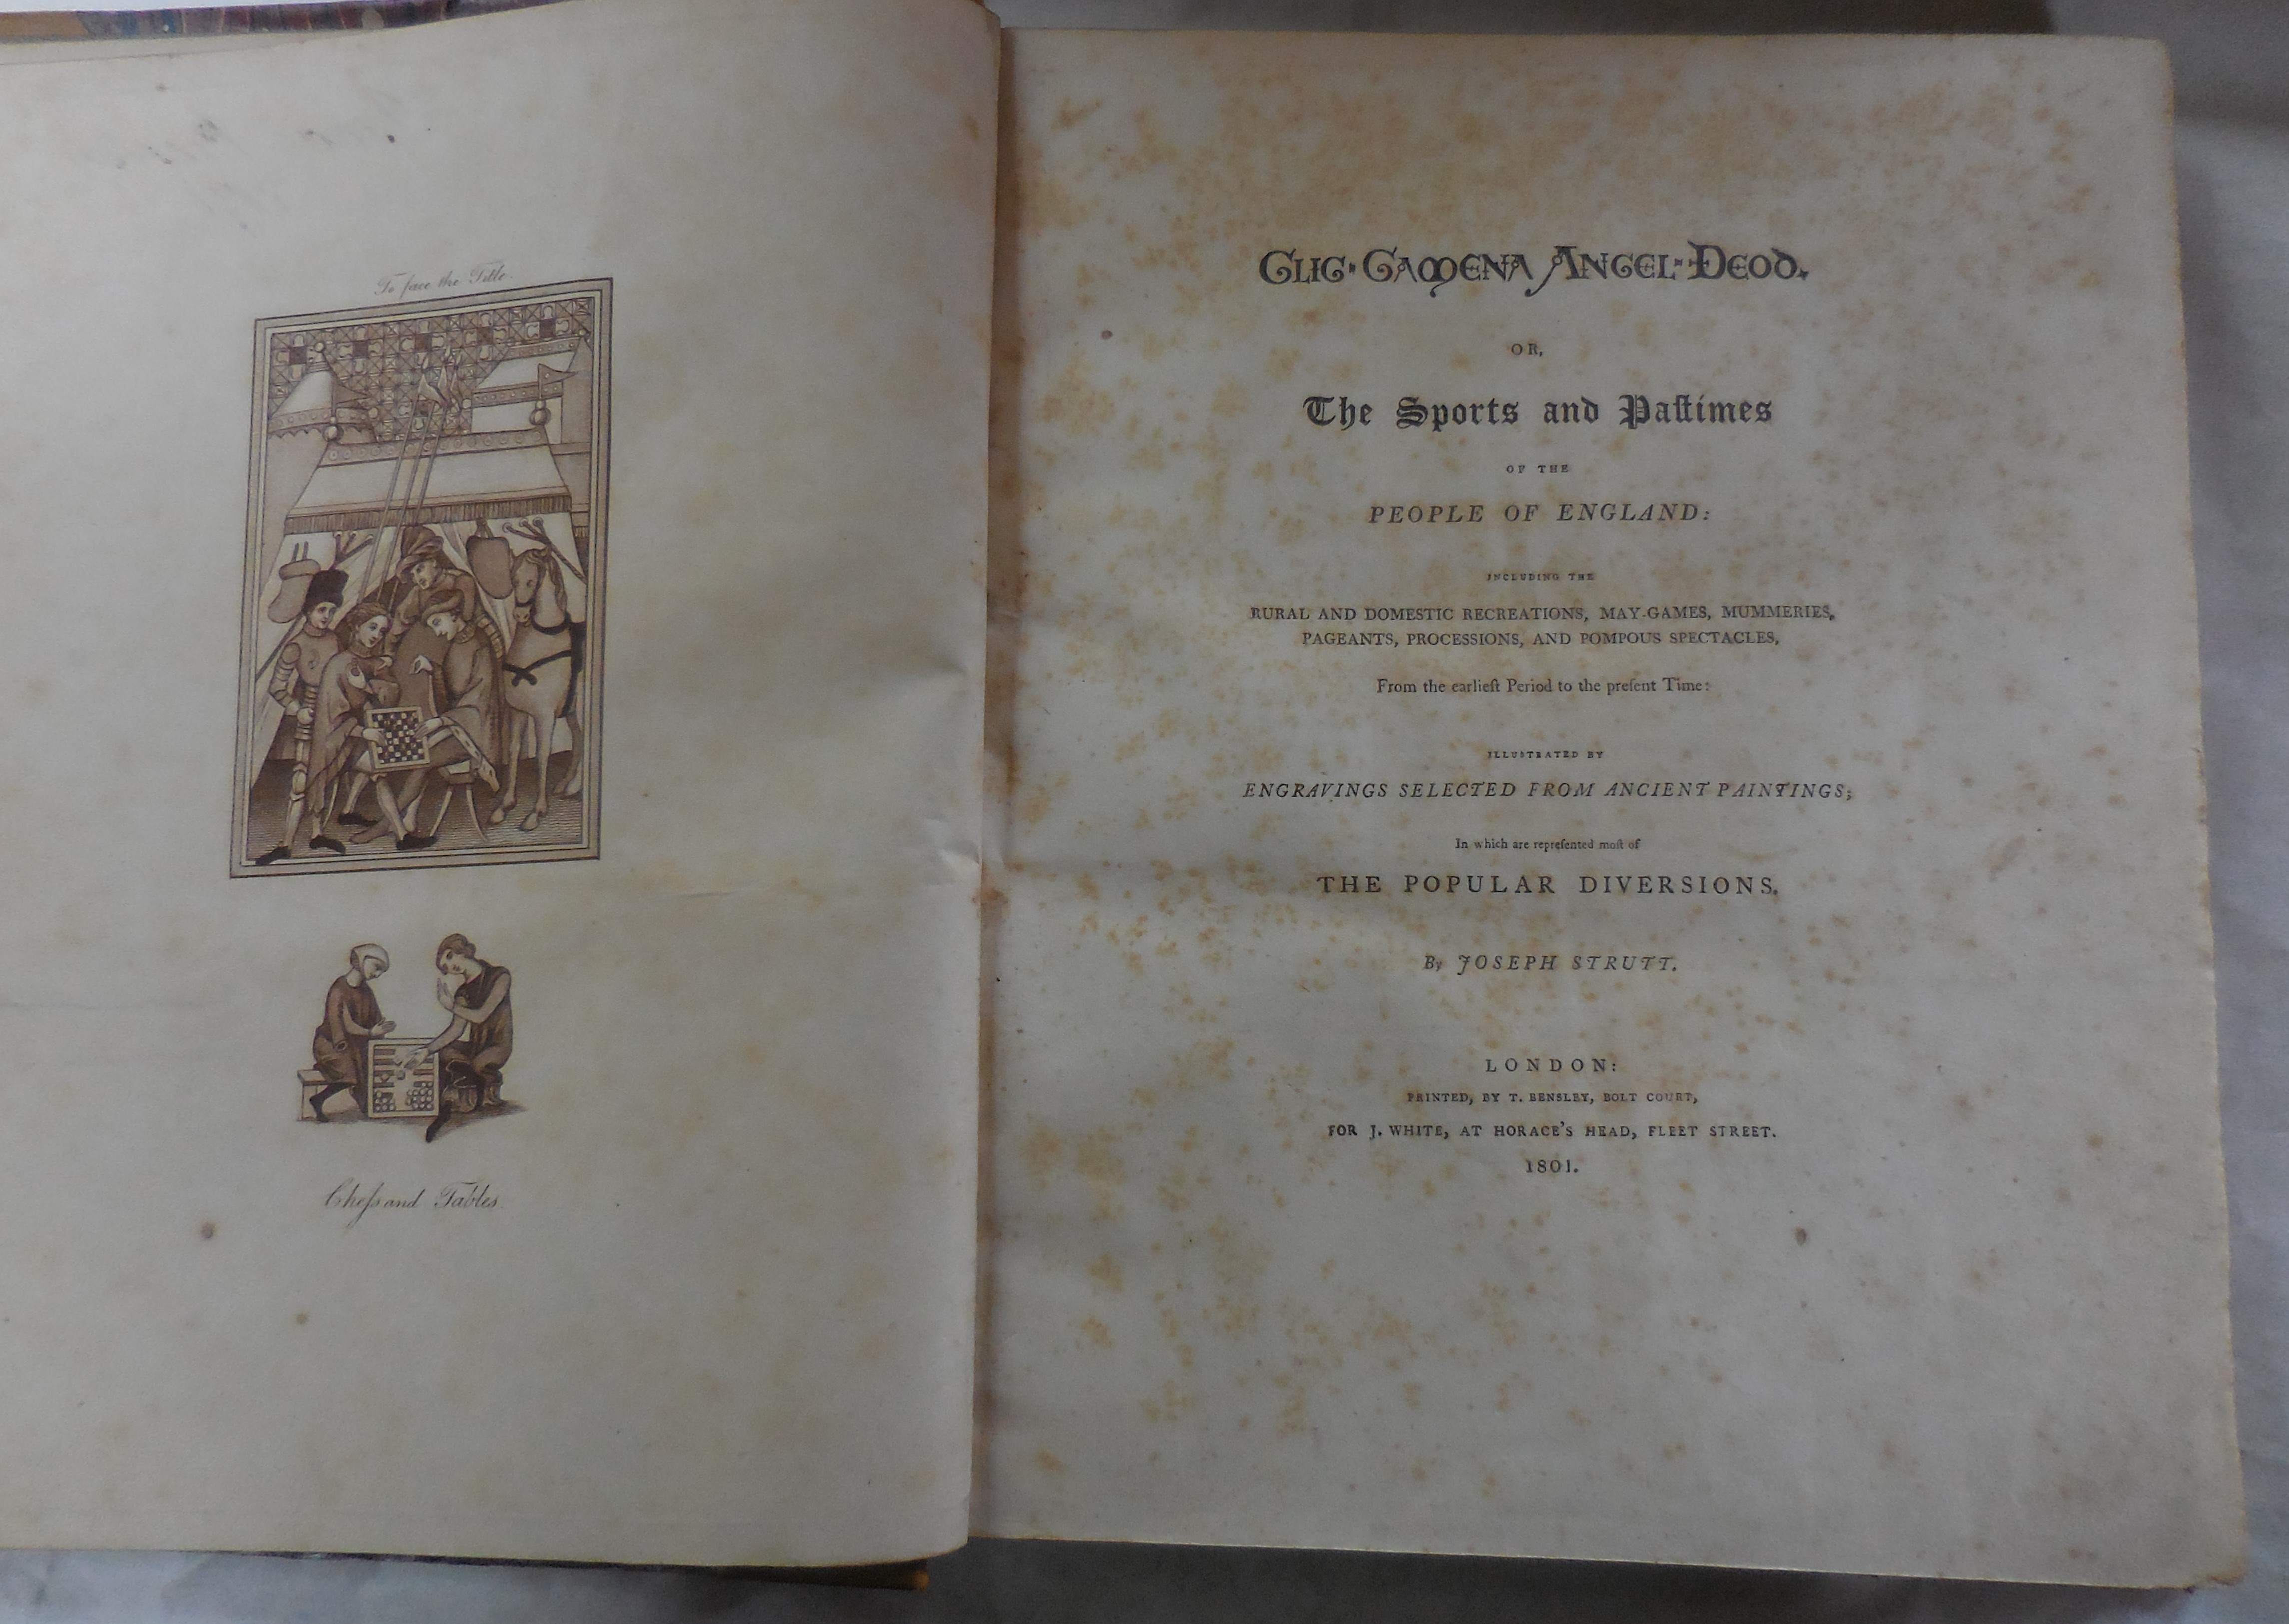 To face the Title.
Cheſs and Tables.
GLIG-GAMENA ANGEL-DEOD.
OR,
The Sports and Paſtimes
OF THE
PEOPLE OF ENGLAND:
INCLUDING THE
RURAL AND DOMESTIC RECREATIONS, MAY-GAMES, MUMMERIES,
PAGEANTS, PROCESSIONS, AND POMPOUS SPECTACLES,
From the earlieſt Period to the preſent Time:
ILLUSTRATED BY
ENGRAVINGS SELECTED FROM ANCIENT PAINTINGS;
In which are repreſented moſt of
THE POPULAR DIVERSIONS.
By JOSEPH STRUTT.
LONDON:
PRINTED, BY T. BENSLEY, BOLT COURT,
FOR J. WHITE, AT HORACE'S HEAD, FLEET STREET.
1801.